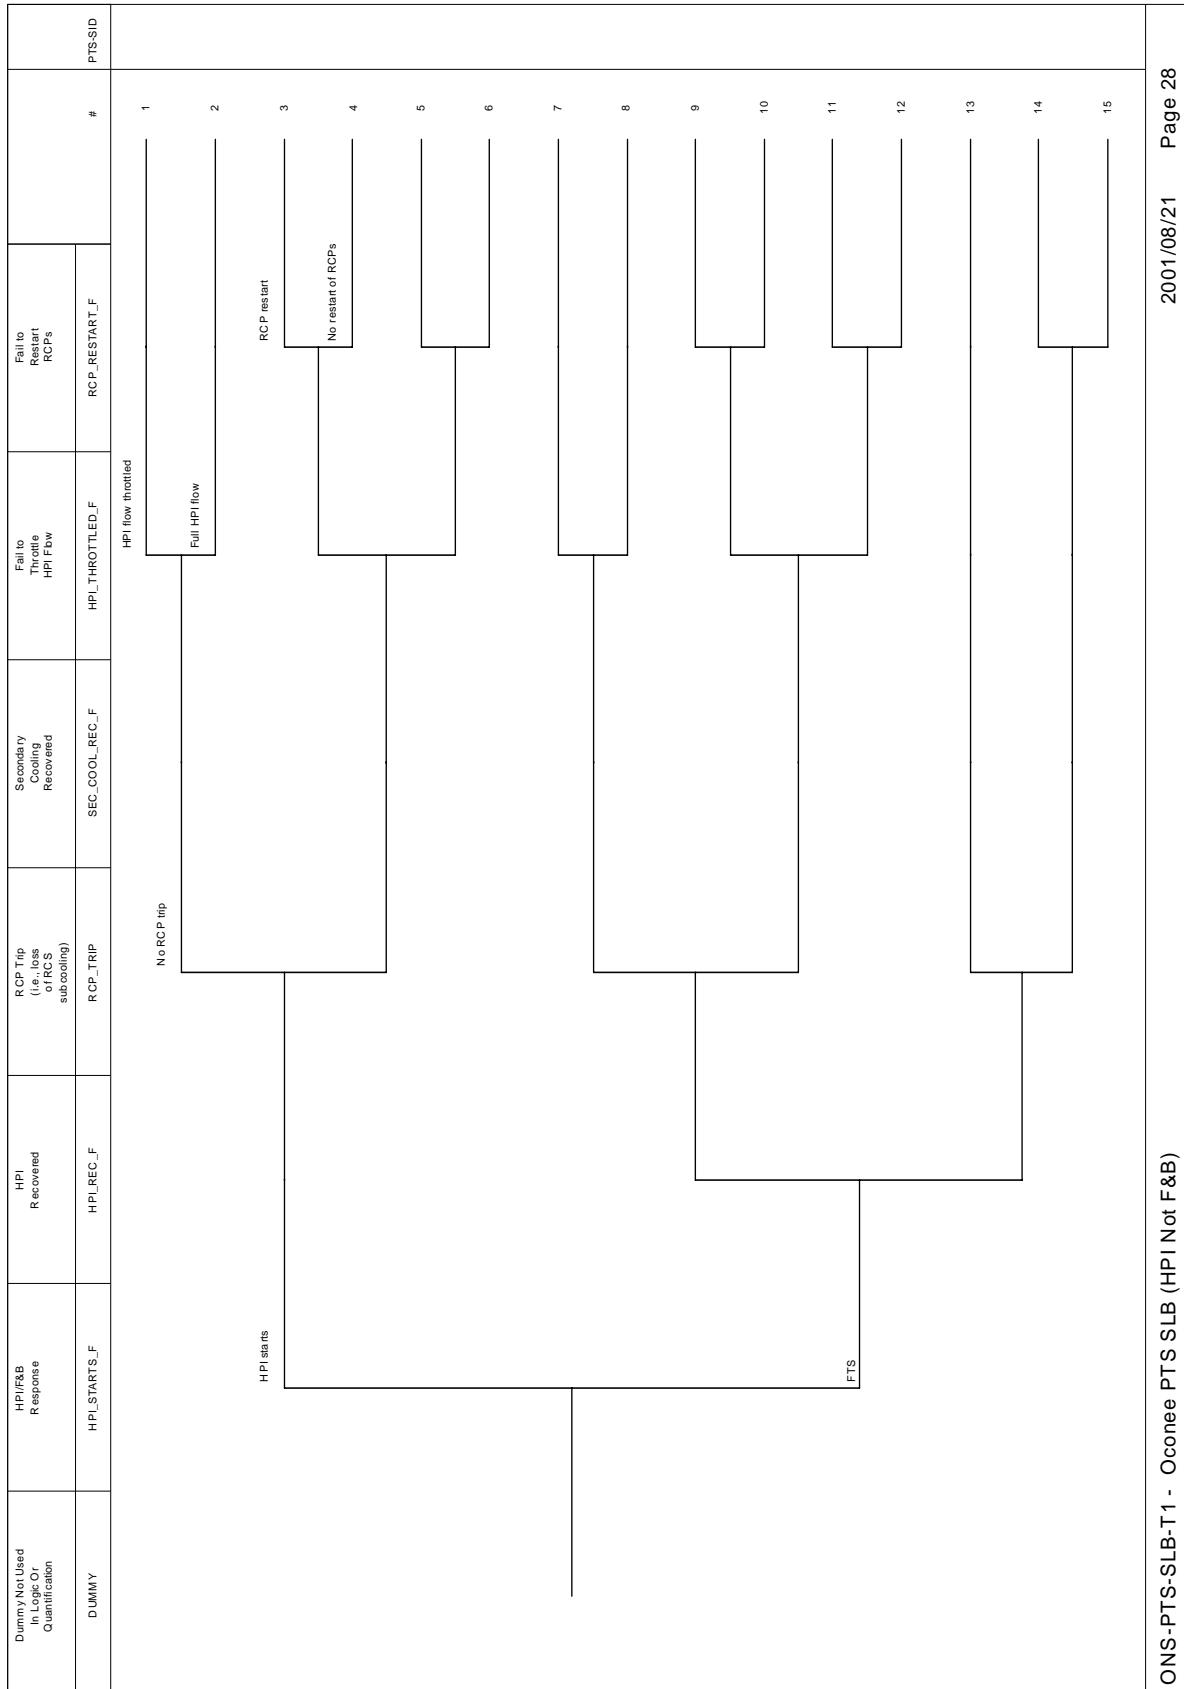 Dummy Not Used
In Logic Or
Quantification
HPI/F&B
Response
HPI
Recovered
RCP Trip
(i.e., loss
of RCS
subcooling)
Secondary
Cooling
Recovered
Fail to
Throttle
HPI Flow
Fail to
Restart
RCPs
DUMMY
HPI_STARTS_F
HPI_REC_F
RCP_TRIP
SEC_COOL_REC_F
HPI_THROTTLED_F
RCP_RESTART_F
#
PTS-SID
HPI flow throttled
1
No RCP trip
Full HPI flow
2
HPI starts
RCP restart
3
No restart of RCPs
4
5
6
7
8
9
10
11
FTS
12
13
14
15
ONS-PTS-SLB-T1 - Oconee PTS SLB (HPI Not F&B)
2001/08/21
Page 28